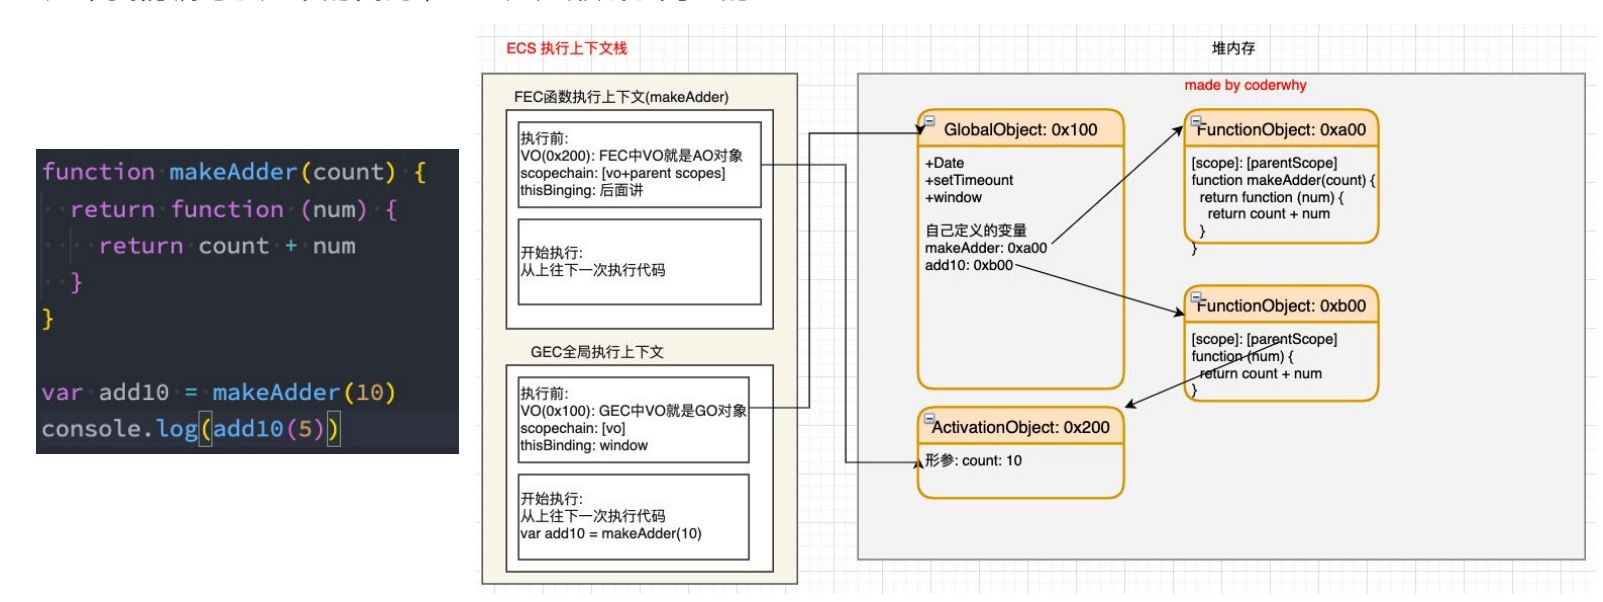 function makeAdder(count) {
return function (num) {
return count + num
}
}
var add10 = makeAdder(10)
console.log(add10(5))
ECS 执行上下文栈
FEC函数执行上下文(makeAdder)
执行前:
VO(0x200): FEC中VO就是AO对象
scopechain: [vo+parent scopes]
thisBinging: 后面讲
开始执行:
从上往下一次执行代码
GEC全局执行上下文
执行前:
VO(0x100): GEC中VO就是GO对象
scopechain: [vo]
thisBinding: window
开始执行:
从上往下一次执行代码
var add10 = makeAdder(10)
堆内存
made by coderwhy
GlobalObject: 0x100
+Date
+setTimeount
+window
自己定义的变量
makeAdder: 0xa00
add10: 0xb00
FunctionObject: 0xa00
[scope]: [parentScope]
function makeAdder(count) {
return function (num) {
return count + num
}
}
FunctionObject: 0xb00
[scope]: [parentScope]
function (num) {
return count + num
}
ActivationObject: 0x200
形参: count: 10